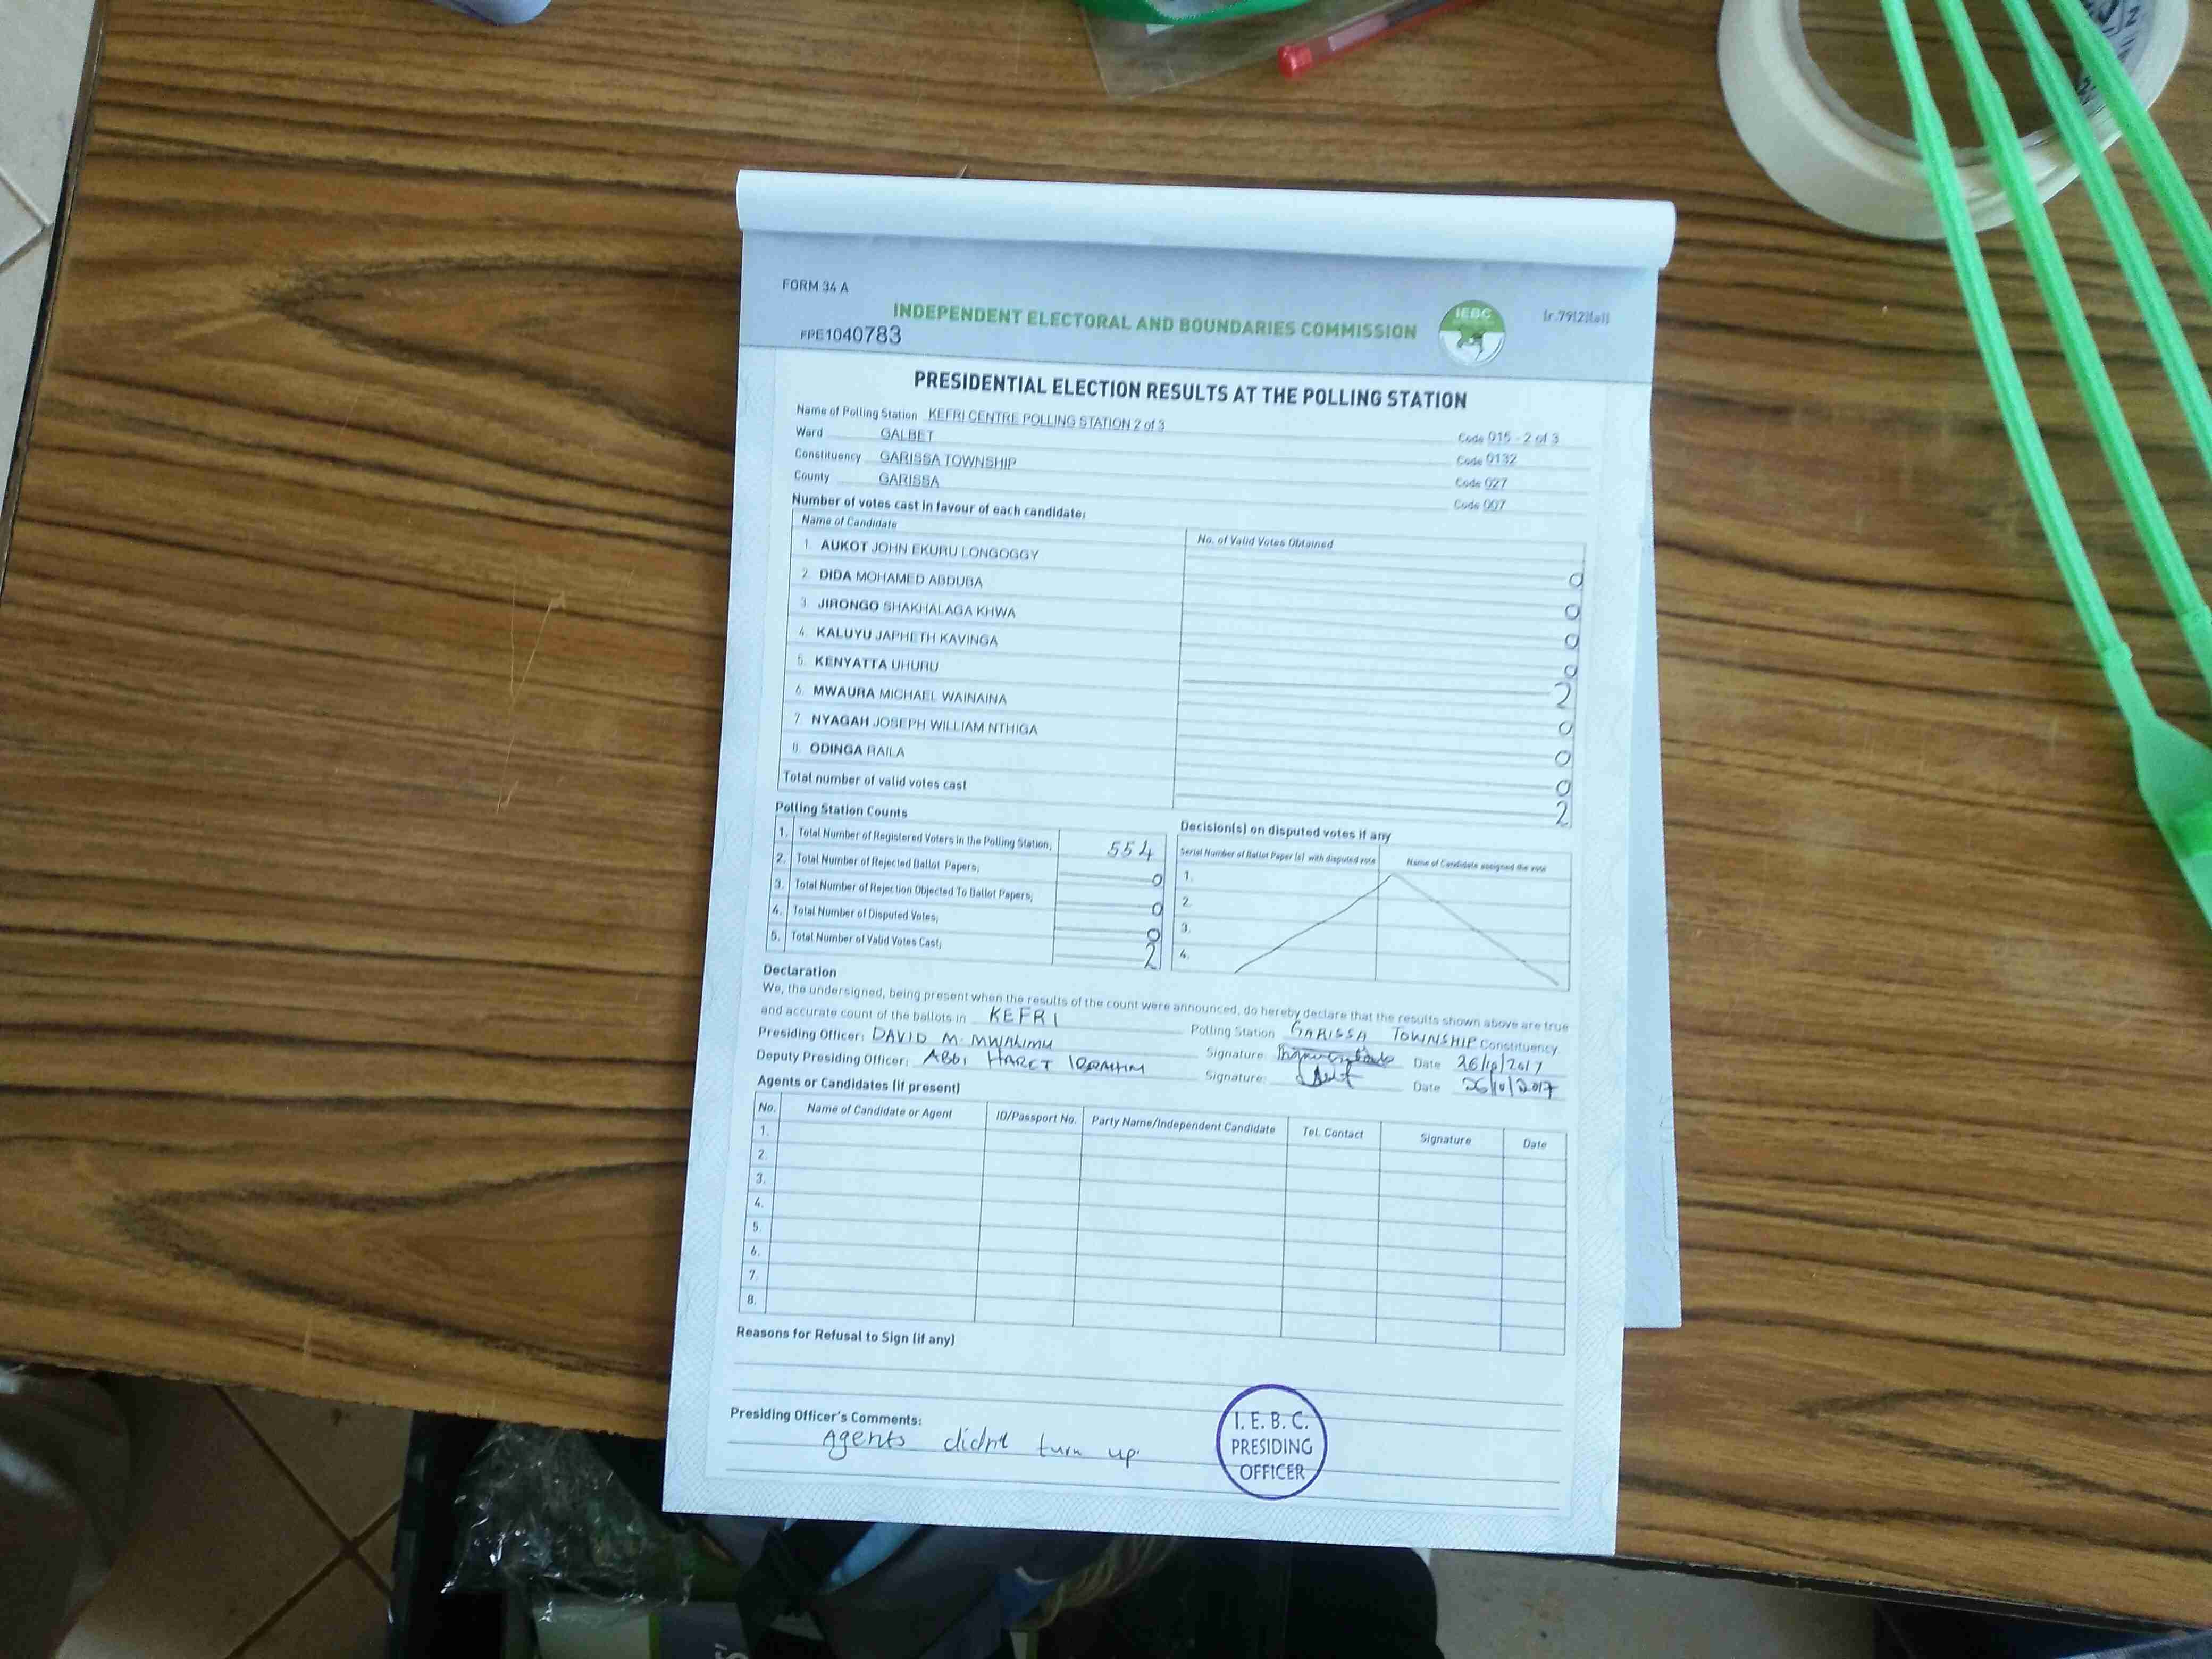 FORM 34 A
INDEPENDENT ELECTORAL AND BOUNDARIES COMMISSION
IEBC
FPE1040783
PRESIDENTIAL ELECTION RESULTS AT THE POLLING STATION
Name of Polling Station KEFRI CENTRE POLLING STATION 2 of 3 Code 015 - 2 of 3
Ward GALBET Code 0132
Constituency GARISSA TOWNSHIP Code 027
County GARISSA Code 007
Number of votes cast in favour of each candidate:
Name of Candidate No. of Valid Votes Obtained
1. AUKOT JOHN EKURU LONGOGGY 0
2. DIDA MOHAMED ABDUBA 0
3. JIRONGO SHAKHALAGA KHWA 0
4. KALUYU JAPHETH KAVINGA 0
5. KENYATTA UHURU 2
6. MWAURA MICHAEL WAINAINA 0
7. NYAGAH JOSEPH WILLIAM NTHIGA 0
8. ODINGA RAILA 0
Total number of valid votes cast 2
Polling Station Counts
1. Total Number of Registered Voters in the Polling Station; 554
2. Total Number of Rejected Ballot Papers; 0
3. Total Number of Rejection Objected To Ballot Papers; 0
4. Total Number of Disputed Votes; 0
5. Total Number of Valid Votes Cast; 2
Decision(s) on disputed votes if any
Serial Number of Ballot Paper (s) with disputed vote Name of Candidate assigned the vote
1.
2.
3.
4.
Declaration
We, the undersigned, being present when the results of the count were announced, do hereby declare that the results shown above are true
and accurate count of the ballots in KEFRI Polling Station GARISSA TOWNSHIP Constituency
Presiding Officer: DAVID M. MWALIMU Signature Date 26/10/2017
Deputy Presiding Officer: ABDI HARET IBRAHIM Signature: Date 26/10/2017
Agents or Candidates (if present)
No. Name of Candidate or Agent ID/Passport No. Party Name/Independent Candidate Tel. Contact Signature Date
1.
2.
3.
4.
5.
6.
7.
8.
Reasons for Refusal to Sign (if any)
Presiding Officer's Comments:
Agents didn't turn up.
I. E. B. C.
PRESIDING
OFFICER